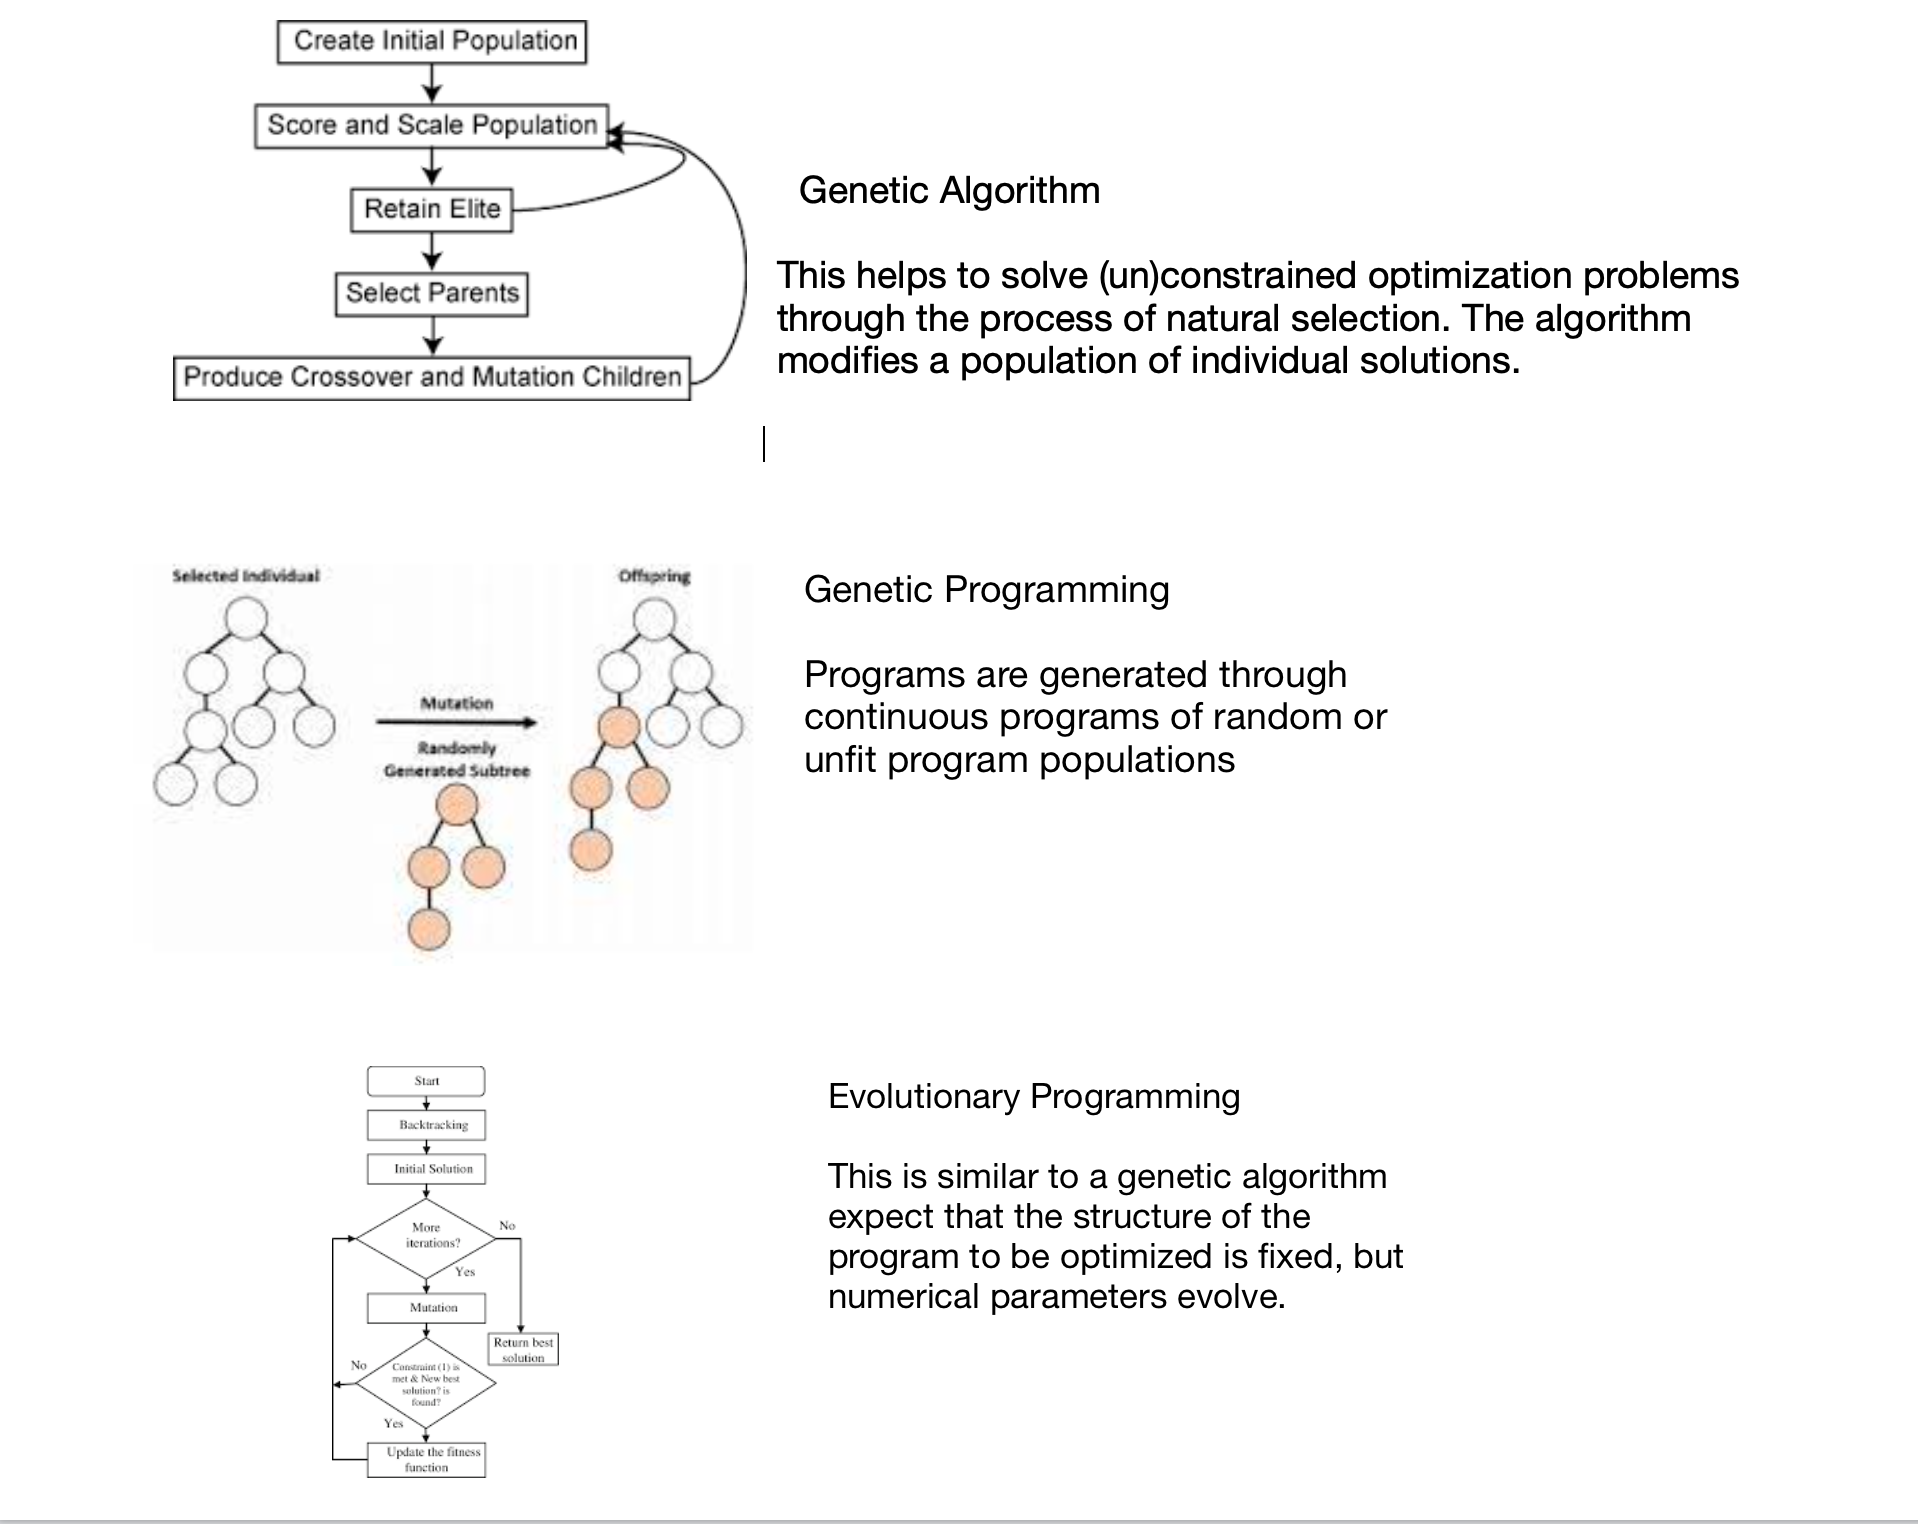 Create Initial Population
Score and Scale Population
Retain Elite
Select Parents
Produce Crossover and Mutation Children
Genetic Algorithm
This helps to solve (un)constrained optimization problems
through the process of natural selection. The algorithm
modifies a population of individual solutions.
Selected Individual
Offspring
Mutation
Randomly
Generated Subtree
Genetic Programming
Programs are generated through
continuous programs of random or
unfit program populations
Start
Backtracking
Initial Solution
More
iterations?
No
Yes
Mutation
Return best
solution
No
Constraint (1) is
met & New best
solution? is
found?
Yes
Update the fitness
function
Evolutionary Programming
This is similar to a genetic algorithm
expect that the structure of the
program to be optimized is fixed, but
numerical parameters evolve.